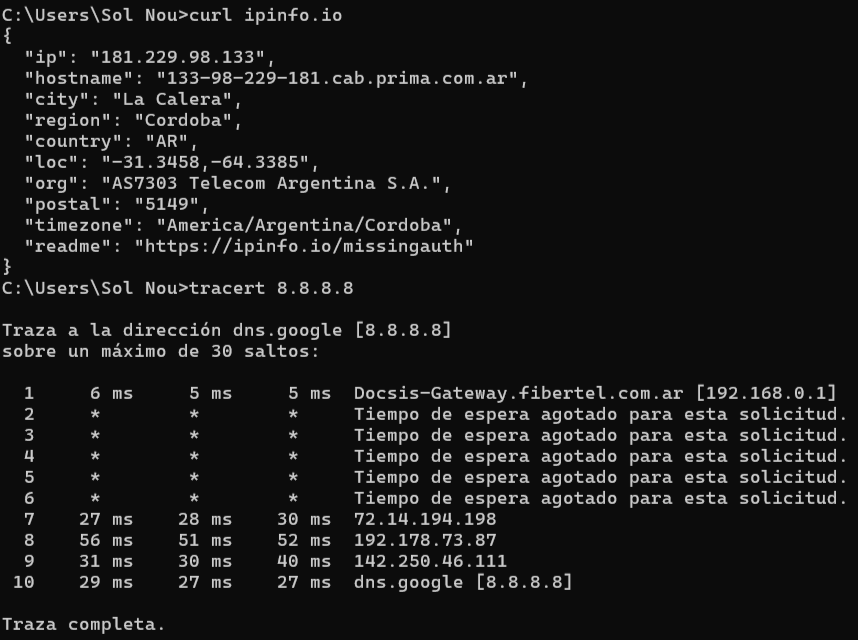 C:\Users\Sol Nou>curl ipinfo.io
{
  "ip": "181.229.98.133",
  "hostname": "133-98-229-181.cab.prima.com.ar",
  "city": "La Calera",
  "region": "Cordoba",
  "country": "AR",
  "loc": "-31.3458,-64.3385",
  "org": "AS7303 Telecom Argentina S.A.",
  "postal": "5149",
  "timezone": "America/Argentina/Cordoba",
  "readme": "https://ipinfo.io/missingauth"
}
C:\Users\Sol Nou>tracert 8.8.8.8

Traza a la dirección dns.google [8.8.8.8]
sobre un máximo de 30 saltos:

  1     6 ms     5 ms     5 ms  Docsis-Gateway.fibertel.com.ar [192.168.0.1]
  2     *        *        *     Tiempo de espera agotado para esta solicitud.
  3     *        *        *     Tiempo de espera agotado para esta solicitud.
  4     *        *        *     Tiempo de espera agotado para esta solicitud.
  5     *        *        *     Tiempo de espera agotado para esta solicitud.
  6     *        *        *     Tiempo de espera agotado para esta solicitud.
  7    27 ms    28 ms    30 ms  72.14.194.198
  8    56 ms    51 ms    52 ms  192.178.73.87
  9    31 ms    30 ms    40 ms  142.250.46.111
 10    29 ms    27 ms    27 ms  dns.google [8.8.8.8]

Traza completa.